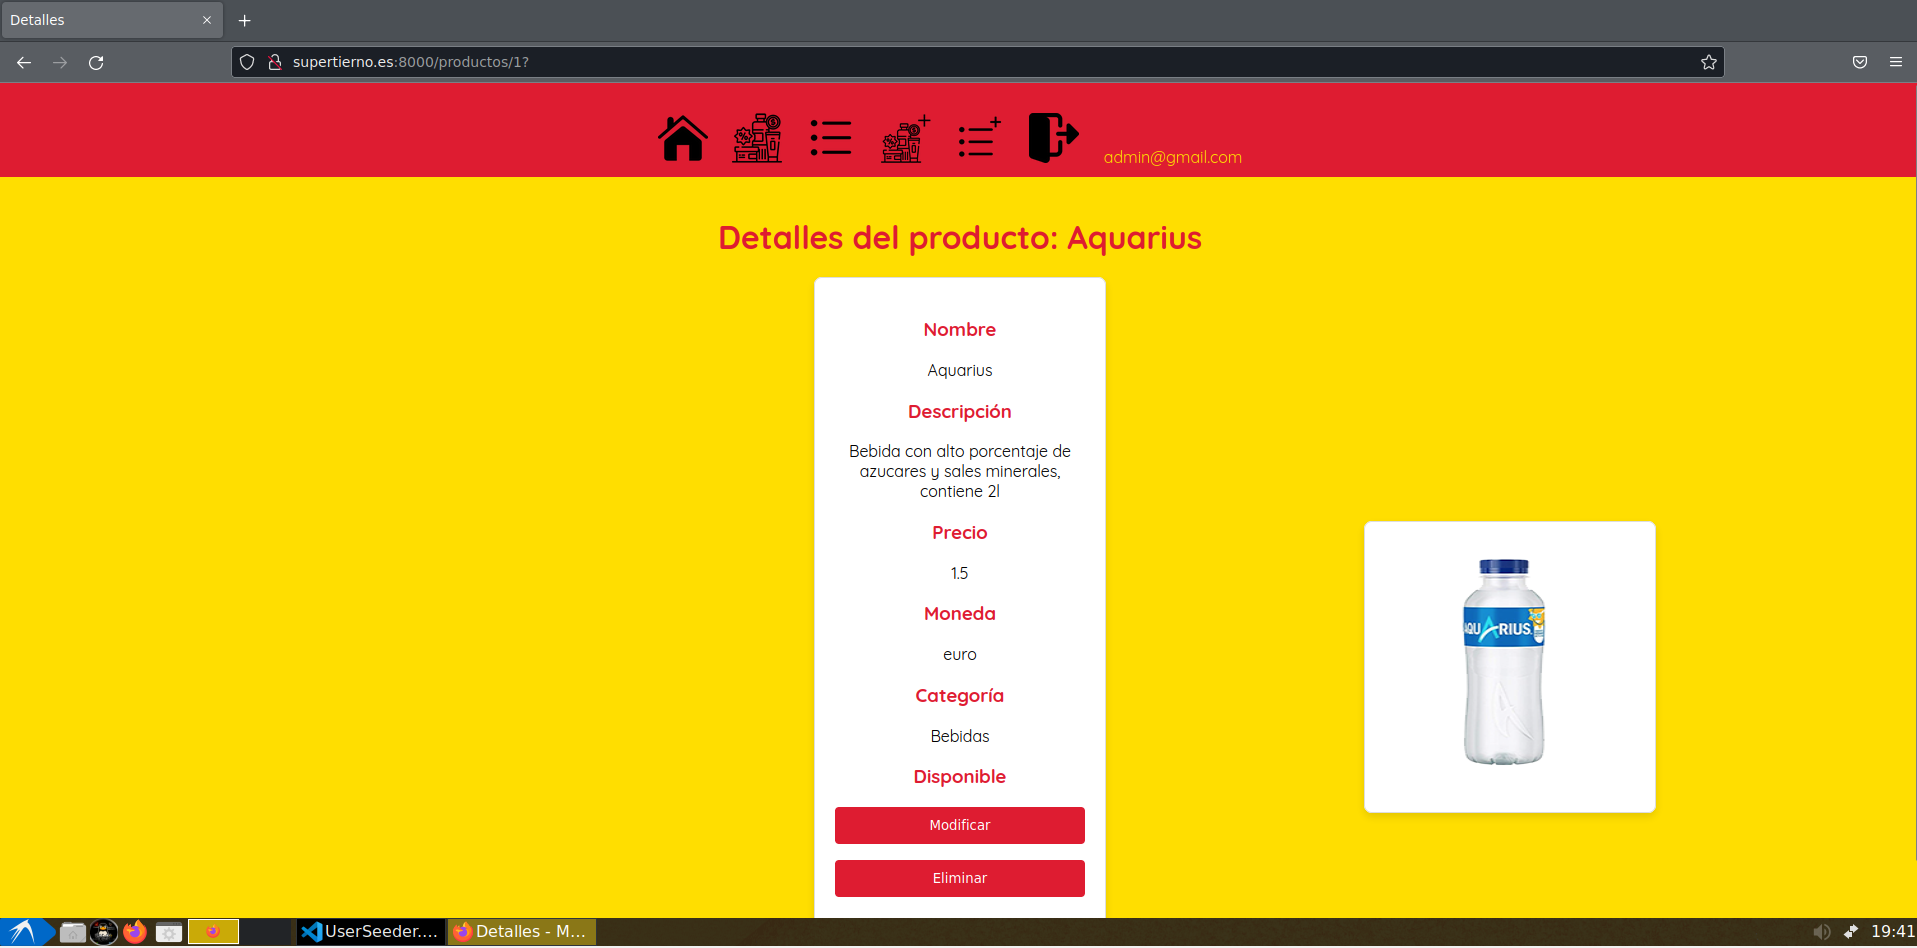 Detalles
supertierno.es:8000/productos/1?
admin@gmail.com
Detalles del producto: Aquarius
Nombre
Aquarius
Descripción
Bebida con alto porcentaje de
azucares y sales minerales,
contiene 2l
Precio
1.5
Moneda
euro
Categoría
Bebidas
Disponible
Modificar
Eliminar
AQUARIUS
UserSeeder....
Detalles - M...
19:41